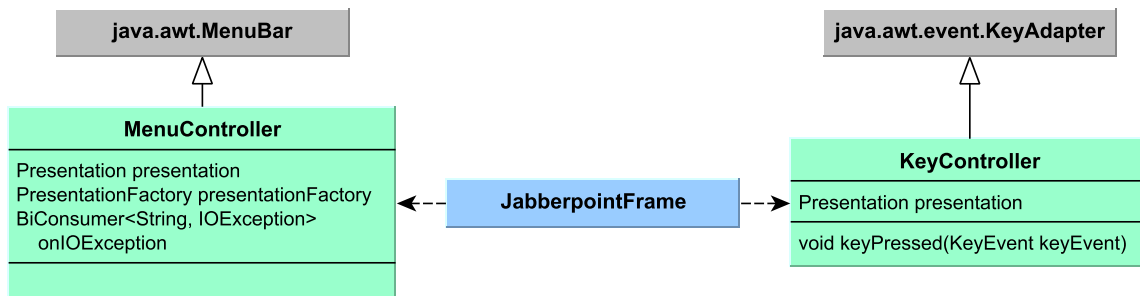 java.awt.MenuBar
java.awt.event.KeyAdapter
MenuController
Presentation presentation
PresentationFactory presentationFactory
BiConsumer<String, IOException>
onIOException
JabberpointFrame
KeyController
Presentation presentation
void keyPressed(KeyEvent keyEvent)